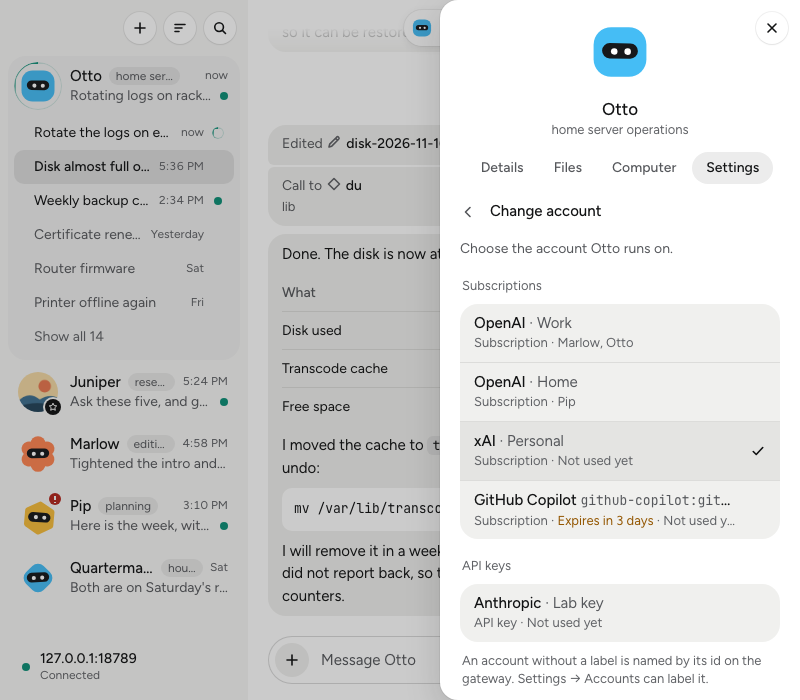 Otto home ser... now
Rotating logs on rack...
Rotate the logs on e... now
Disk almost full o... 5:36 PM
Weekly backup c... 2:34 PM
Certificate rene... Yesterday
Router firmware Sat
Printer offline again Fri
Show all 14
Juniper rese... 5:24 PM
Ask these five, and g...
Marlow editi... 4:58 PM
Tightened the intro and...
Pip planning 3:10 PM
Here is the week, wit...
Quarterma... hou... Sat
Both are on Saturday's r...
127.0.0.1:18789
Connected
so it can be restor
Edited disk-2026-11-1
Call to du
lib
Done. The disk is now at
What
Disk used
Transcode cache
Free space
I moved the cache to
undo:
mv /var/lib/transco
I will remove it in a week
did not report back, so t
counters.
Message Otto
Otto
home server operations
Details Files Computer Settings
Change account
Choose the account Otto runs on.
Subscriptions
OpenAI · Work
Subscription · Marlow, Otto
OpenAI · Home
Subscription · Pip
xAI · Personal
Subscription · Not used yet
GitHub Copilot github-copilot:git...
Subscription · Expires in 3 days · Not used y...
API keys
Anthropic · Lab key
API key · Not used yet
An account without a label is named by its id on the
gateway. Settings → Accounts can label it.